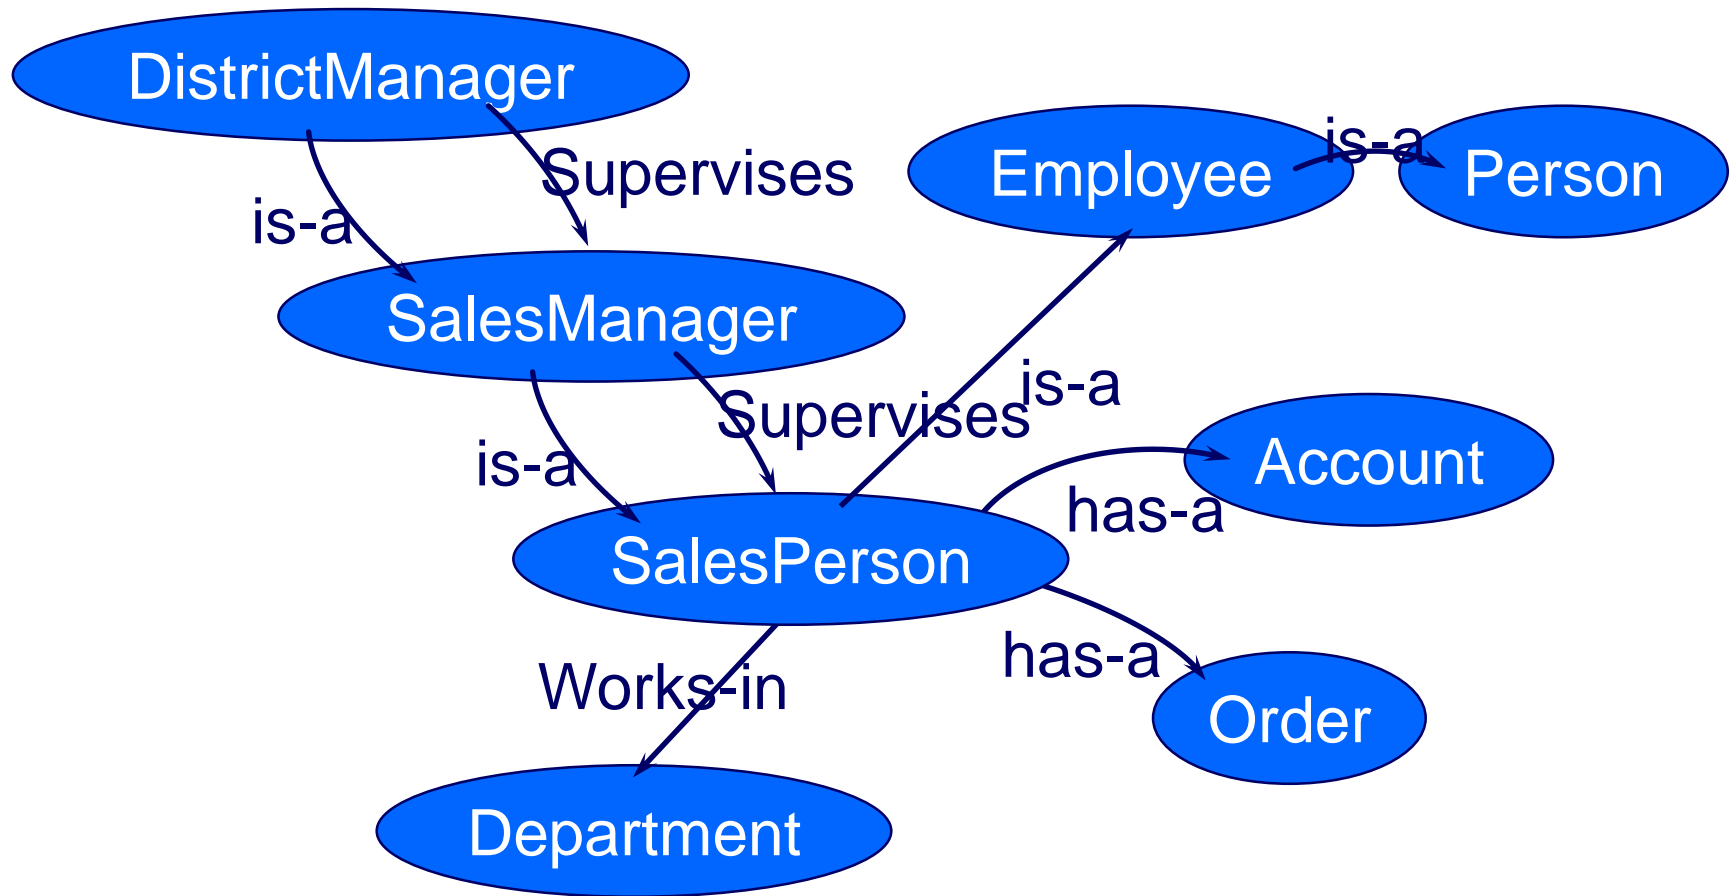 DistrictManager
Supervises
is-a
Employee
is-a
Person
SalesManager
is-a
Supervises
is-a
Account
has-a
SalesPerson
has-a
Works-in
Order
Department